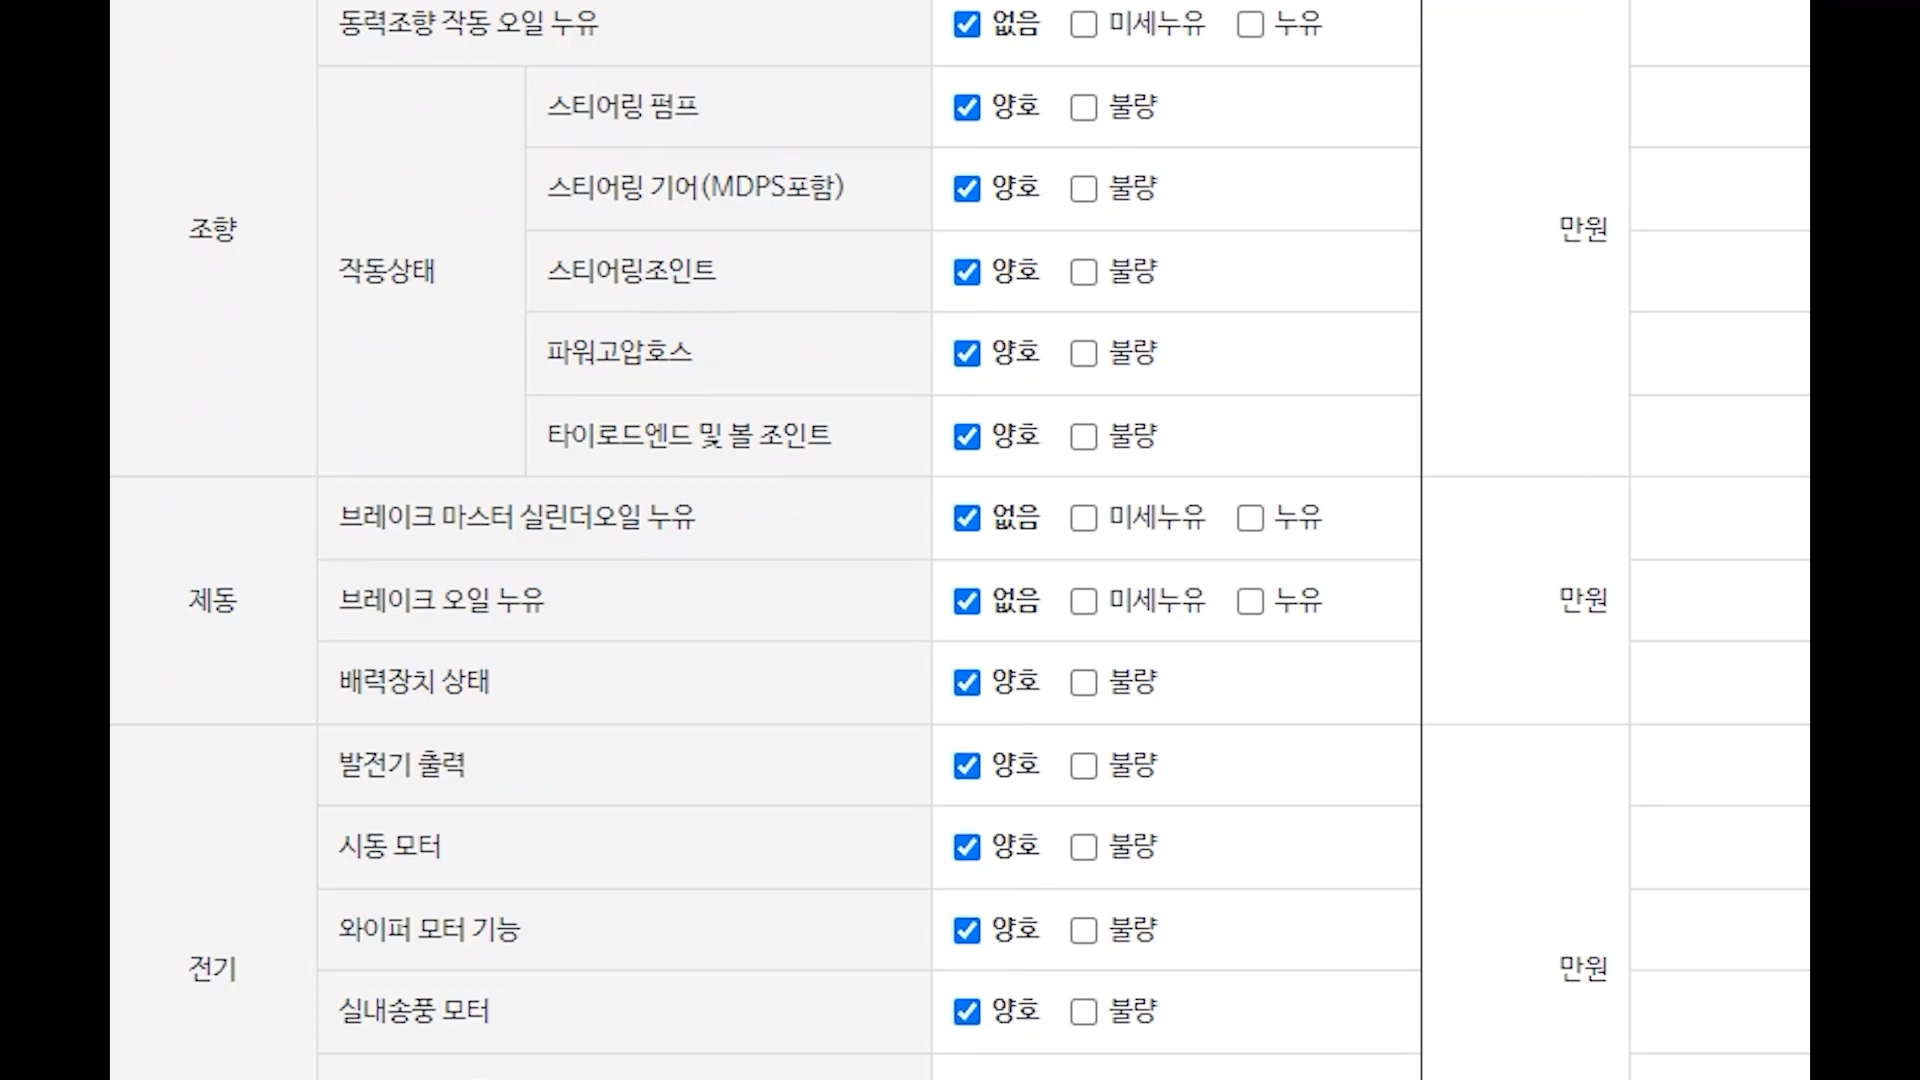 동력조향 작동 오일 누유 없음 미세누유 누유
스티어링 펌프 양호 불량
스티어링 기어(MDPS포함) 양호 불량
조향 만원
작동상태 스티어링조인트 양호 불량
파워고압호스 양호 불량
타이로드엔드 및 볼 조인트 양호 불량
브레이크 마스터 실린더오일 누유 없음 미세누유 누유
제동 브레이크 오일 누유 없음 미세누유 누유 만원
배력장치 상태 양호 불량
발전기 출력 양호 불량
시동 모터 양호 불량
와이퍼 모터 기능 양호 불량
전기 만원
실내송풍 모터 양호 불량